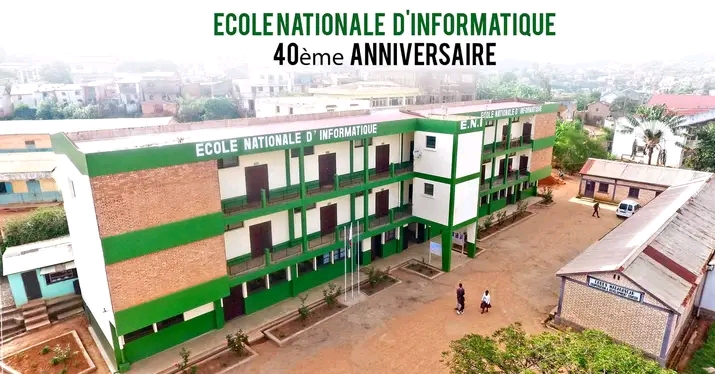 ECOLE NATIONALE D'INFORMATIQUE
40ème ANNIVERSAIRE
ECOLE NATIONALE D'INFORMATIQUE
E.N.I
ECOLE NATIONALE D'INFORMATIQUE